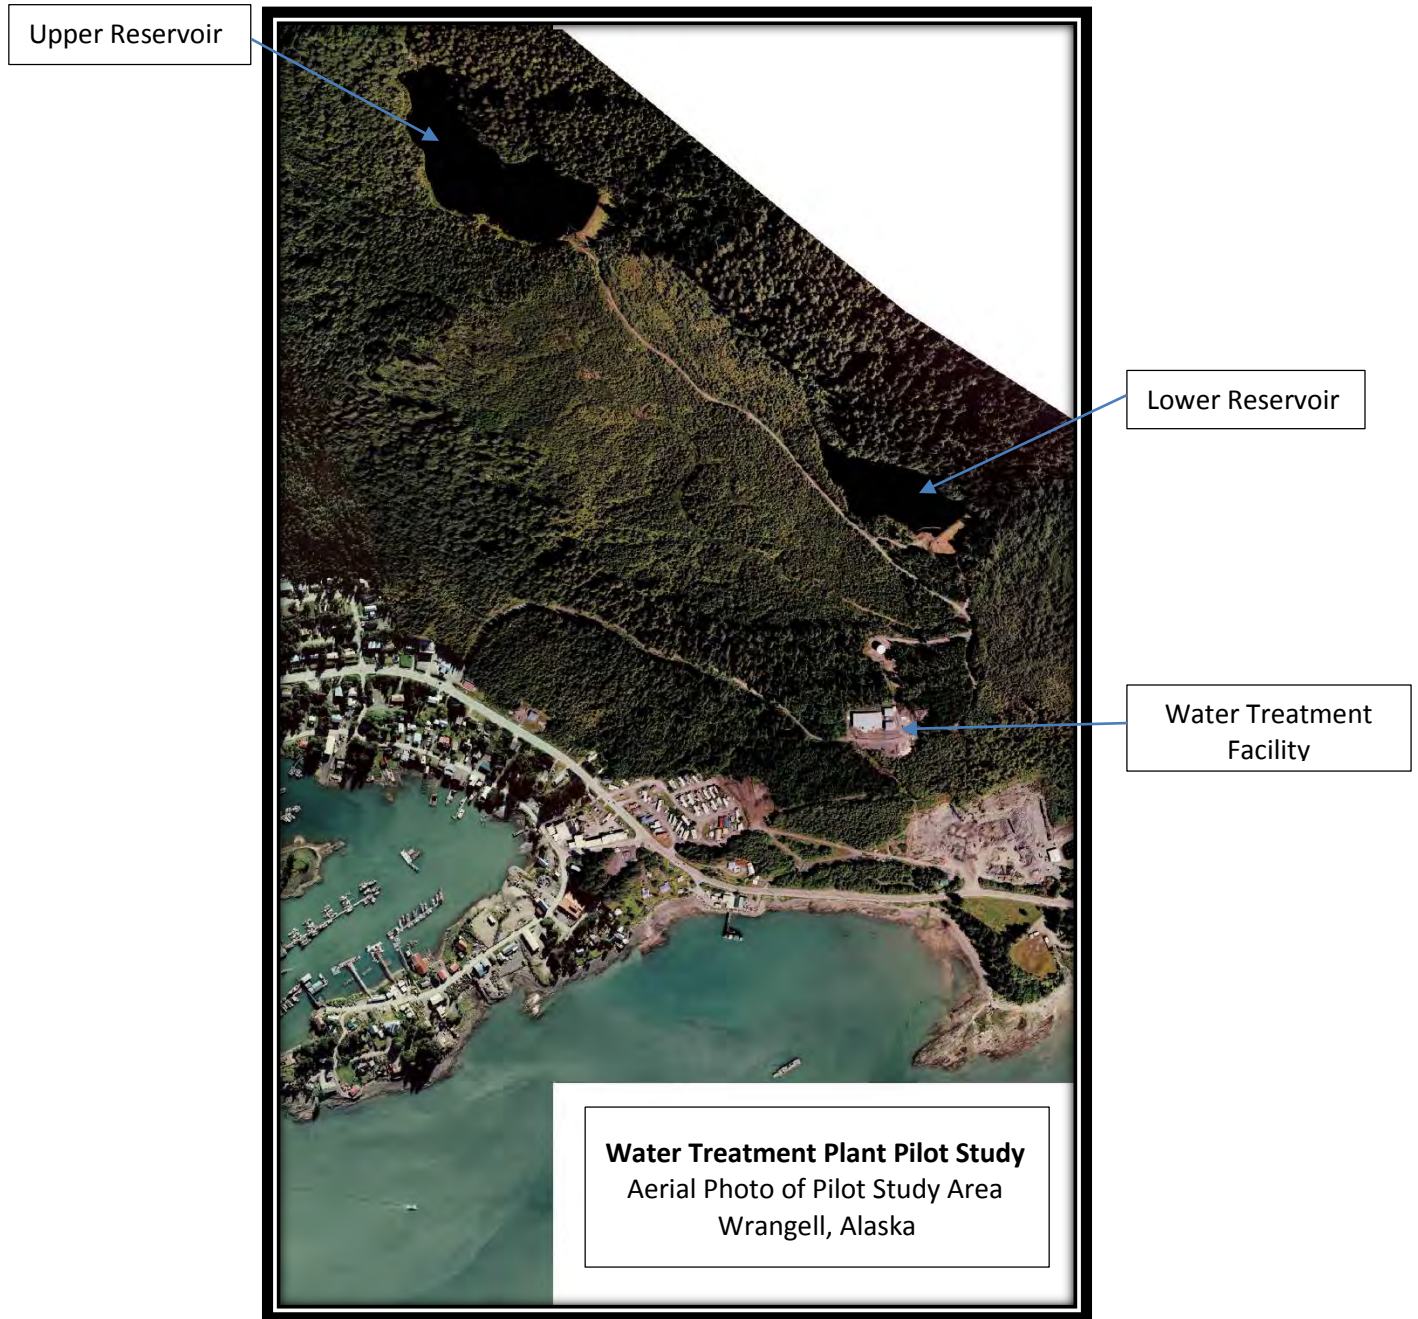 Upper Reservoir
Lower Reservoir
Water Treatment
Facility
Water Treatment Plant Pilot Study
Aerial Photo of Pilot Study Area
Wrangell, Alaska